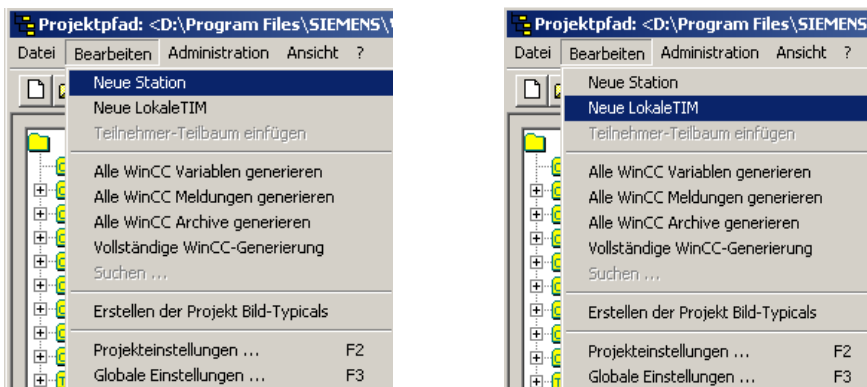 Projektpfad: <D:\Program Files\SIEMENS\
Datei Bearbeiten Administration Ansicht ?
Neue Station
Neue LokaleTIM
Teilnehmer-Teilbaum einfügen
Alle WinCC Variablen generieren
Alle WinCC Meldungen generieren
Alle WinCC Archive generieren
Vollständige WinCC-Generierung
Suchen ...
Erstellen der Projekt Bild-Typicals
Projekteinstellungen ... F2
Globale Einstellungen ... F3
Projektpfad: <D:\Program Files\SIEMENS
Datei Bearbeiten Administration Ansicht ?
Neue Station
Neue LokaleTIM
Teilnehmer-Teilbaum einfügen
Alle WinCC Variablen generieren
Alle WinCC Meldungen generieren
Alle WinCC Archive generieren
Vollständige WinCC-Generierung
Suchen ...
Erstellen der Projekt Bild-Typicals
Projekteinstellungen ... F2
Globale Einstellungen ... F3